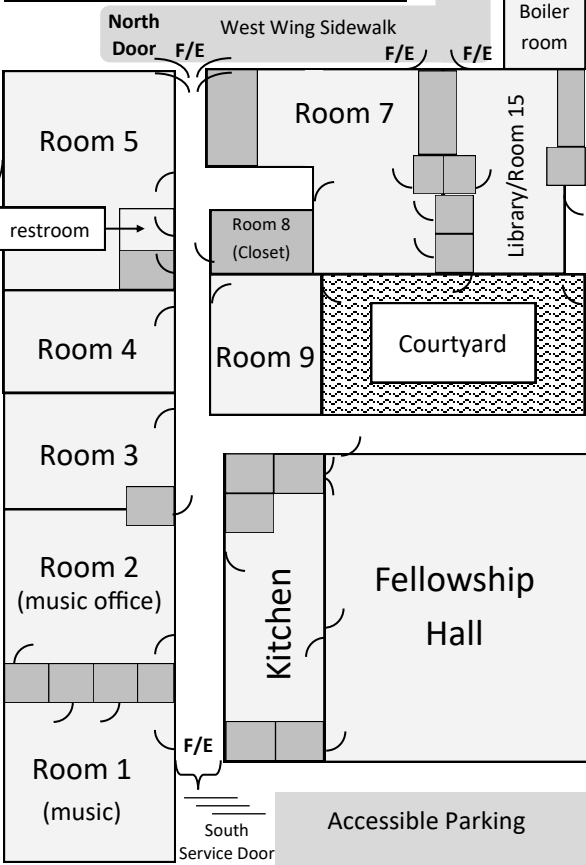 North
Door
F/E
West Wing Sidewalk
F/E
F/E
Boiler
room
Room 5
Room 7
Library/Room 15
restroom
Room 8
(Closet)
Room 4
Room 9
Courtyard
Room 3
Room 2
(music office)
Kitchen
Fellowship
Hall
Room 1
(music)
F/E
South
Service Door
Accessible Parking